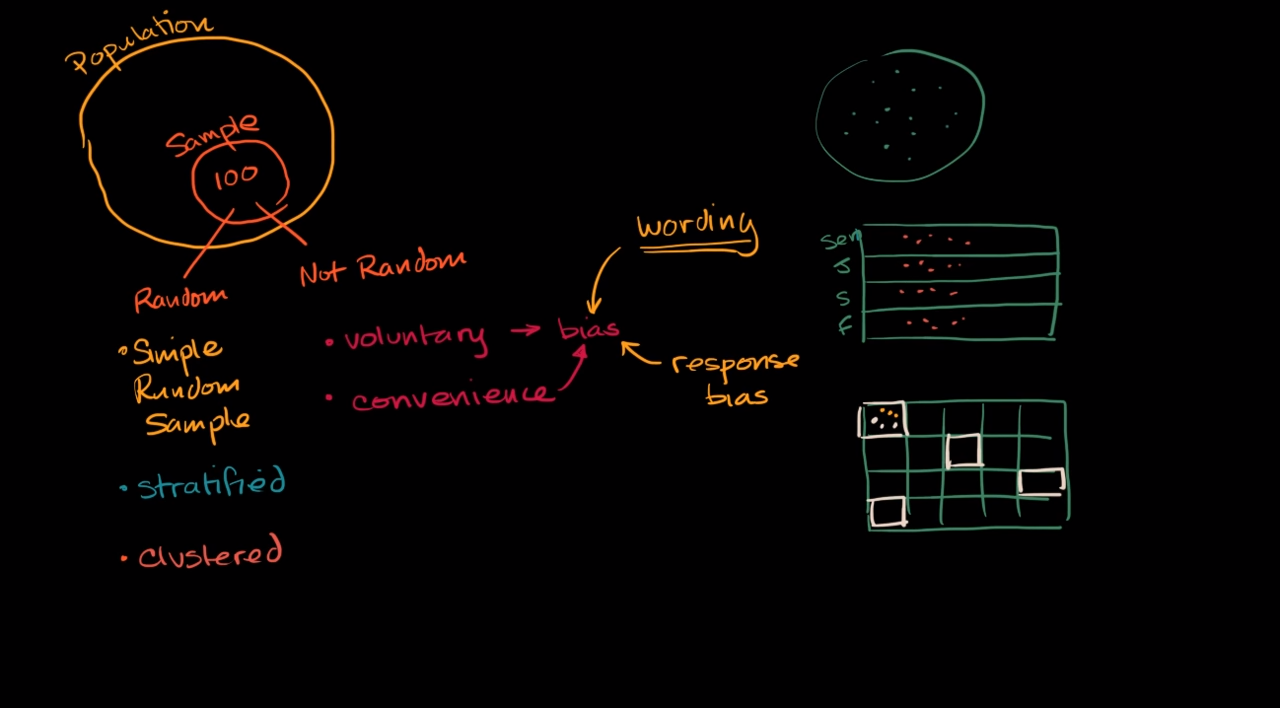 Population
Sample
100
Random
Not Random
• Simple
Random
Sample
• stratified
• clustered
• voluntary → bias
• convenience
wording
response
bias
sen
J
S
f